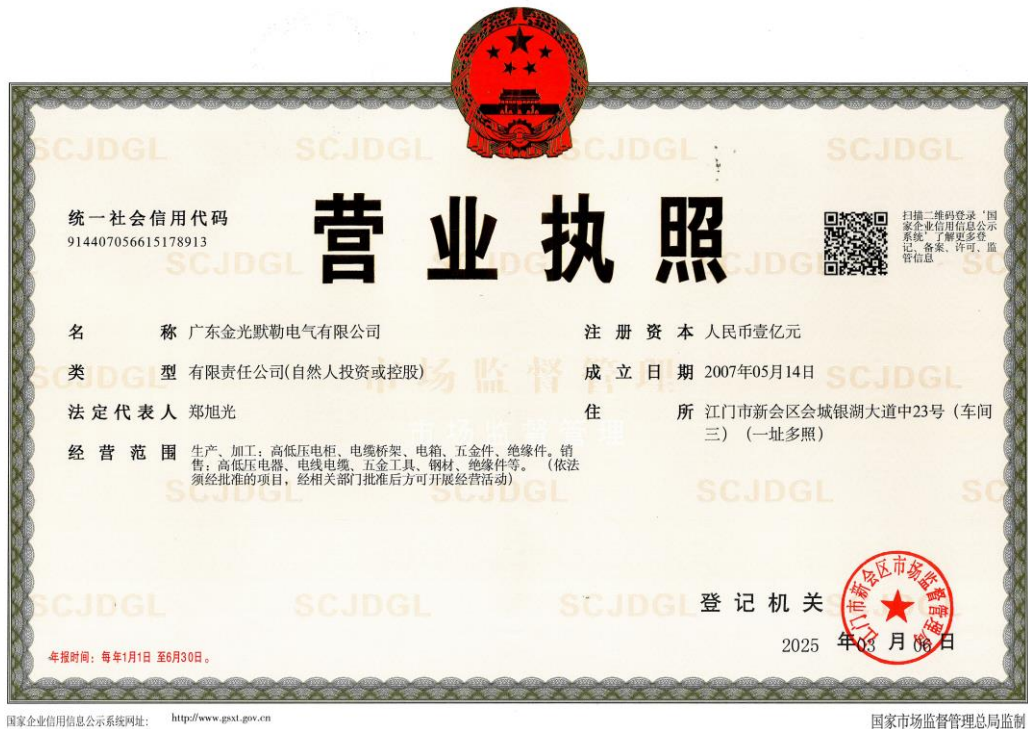 统一社会信用代码
914407056615178913
营业执照
扫描二维码登录‘国
家企业信用信息公示
系统’了解更多登
记、备案、许可、监
管信息
名称 广东金光默勒电气有限公司
类型 有限责任公司(自然人投资或控股)
法定代表人 郑旭光
经营范围 生产、加工：高低压电柜、电缆桥架、电箱、五金件、绝缘件。销
售：高低压电器、电线电缆、五金工具、钢材、绝缘件等。（依法
须经批准的项目，经相关部门批准后方可开展经营活动）
注册资本 人民币壹亿元
成立日期 2007年05月14日
住所 江门市新会区会城银湖大道中23号（车间
三）（一址多照）
登记机关
江门市新会区市场监督管理局
2025 年03 月 06 日
年报时间：每年1月1日 至6月30日。
国家企业信用信息公示系统网址： http://www.gsxt.gov.cn
国家市场监督管理总局监制
SCJDGL
市场监督管理